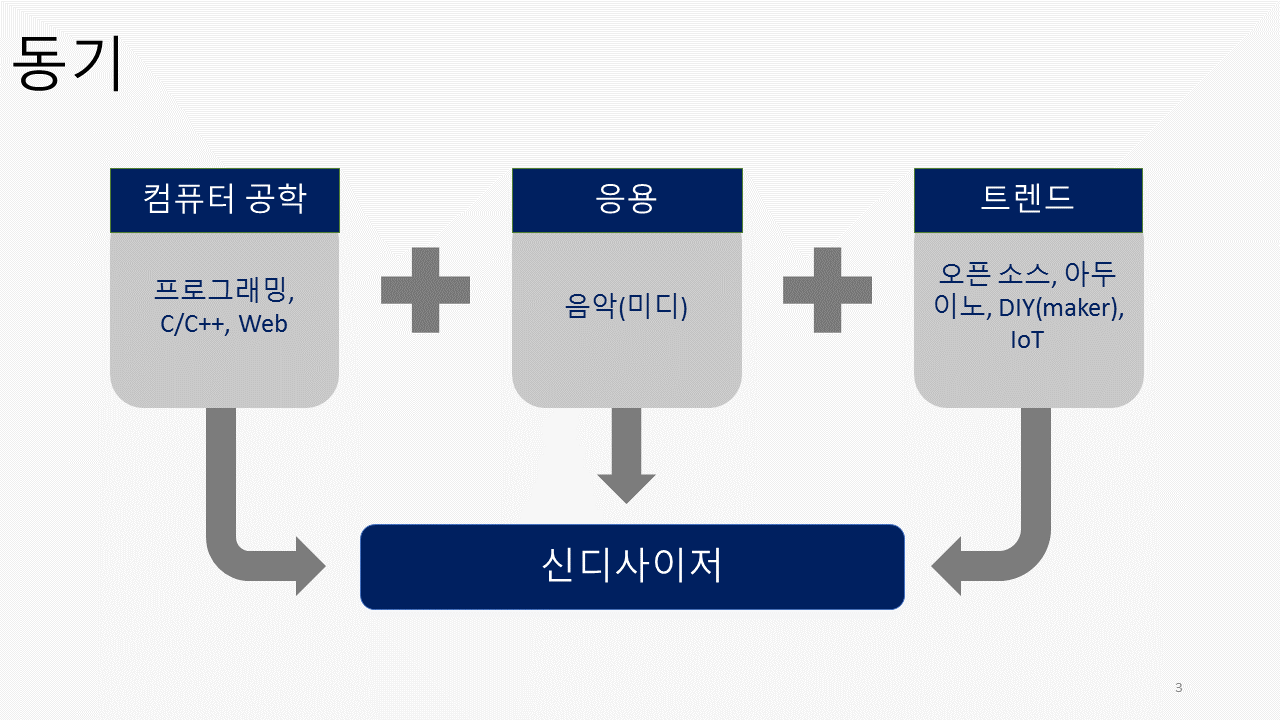 동기
컴퓨터 공학
프로그래밍,
C/C++, Web
응용
음악(미디)
트렌드
오픈 소스, 아두
이노, DIY(maker),
IoT
신디사이저
3